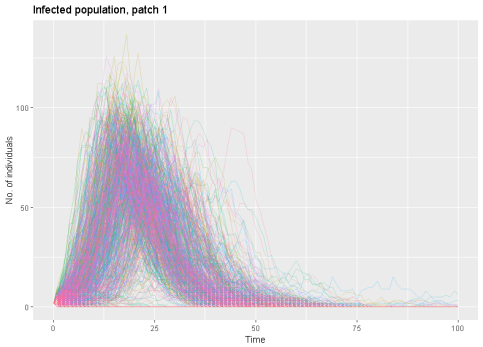 Infected population, patch 1
No. of individuals
100
50
0
0 25 50 75 100
Time